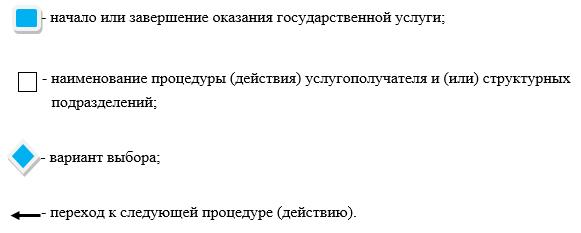 - начало или завершение оказания государственной услуги;
- наименование процедуры (действия) услугополучателя и (или) структурных
подразделений;
- вариант выбора;
- переход к следующей процедуре (действию).